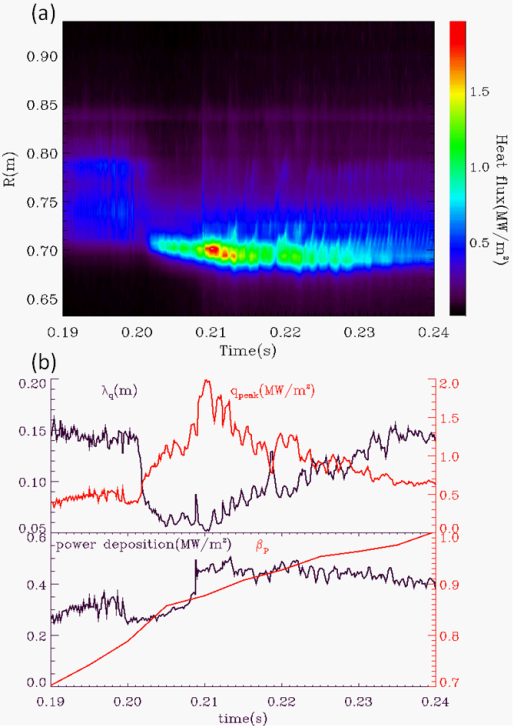 (a)
0.90
0.85
0.80
0.75
0.70
0.65
R(m)
0.19 0.20 0.21 0.22 0.23 0.24
Time(s)
1.5
1.0
0.5
Heat flux(MW/m²)
(b)
0.20
0.15
0.10
0.05
λq(m) qpeak(MW/m²)
2.0
1.5
1.0
0.5
0.0
0.6
0.4
0.2
0.0
power deposition(MW/m²) βp
1.0
0.9
0.8
0.7
0.19 0.20 0.21 0.22 0.23 0.24
time(s)